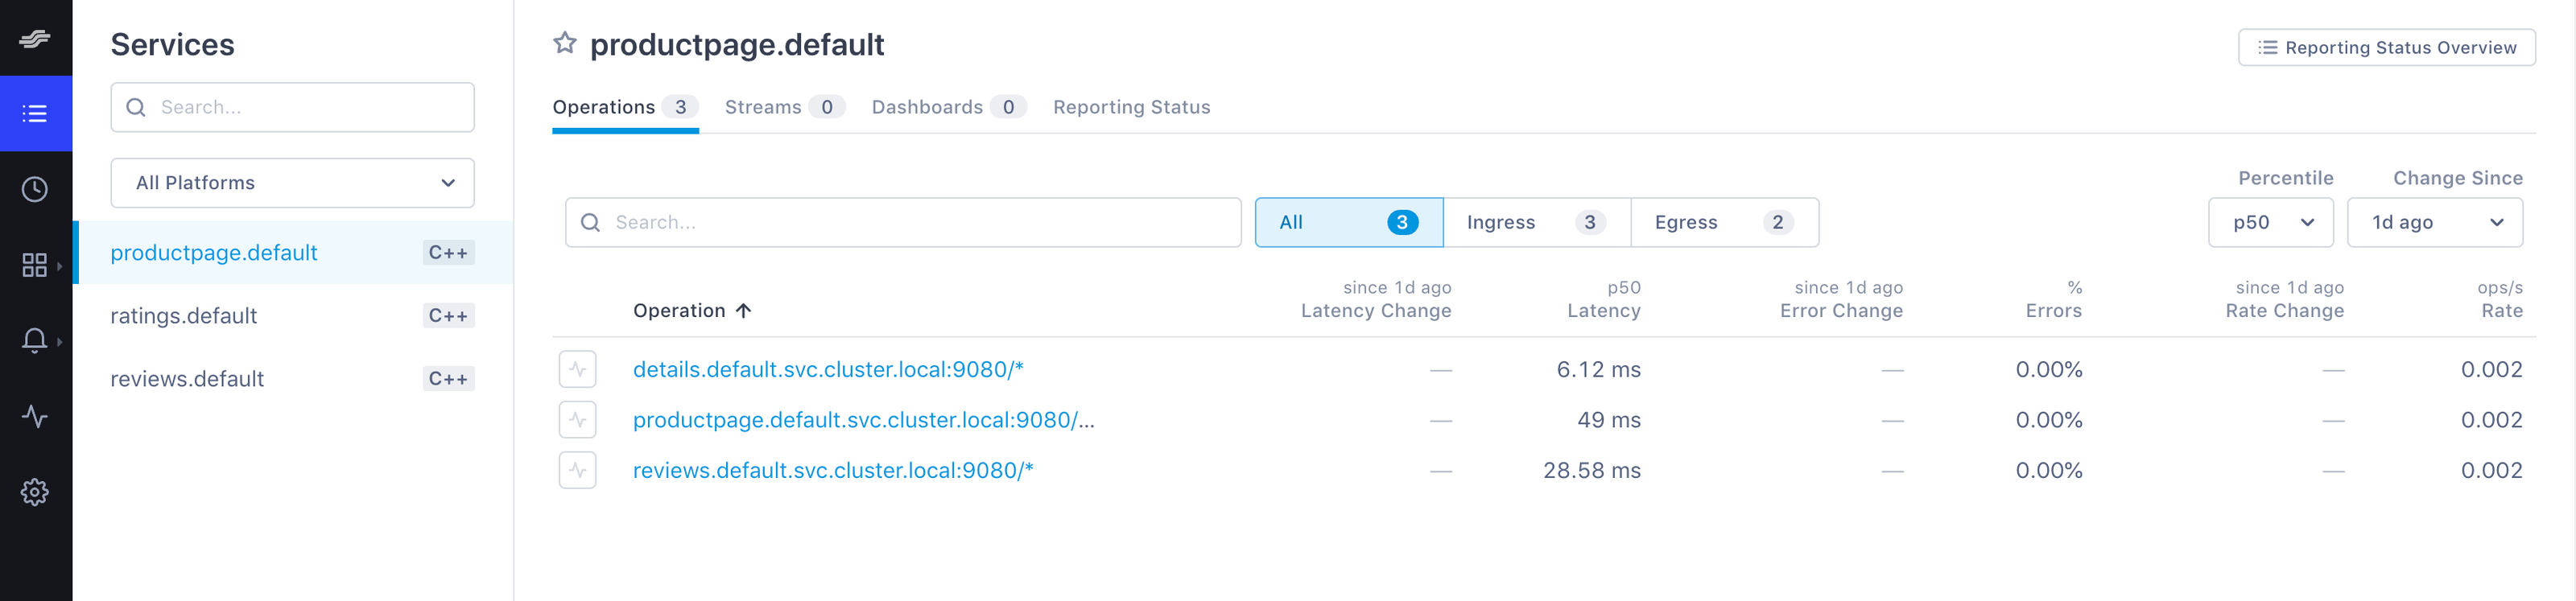 Services
Search...
All Platforms
productpage.default C++
ratings.default C++
reviews.default C++
productpage.default
Reporting Status Overview
Operations 3 Streams 0 Dashboards 0 Reporting Status
Percentile Change Since
Search... All 3 Ingress 3 Egress 2 p50 1d ago
since 1d ago p50 since 1d ago % since 1d ago ops/s
Operation Latency Change Latency Error Change Errors Rate Change Rate
details.default.svc.cluster.local:9080/* — 6.12 ms — 0.00% — 0.002
productpage.default.svc.cluster.local:9080/... — 49 ms — 0.00% — 0.002
reviews.default.svc.cluster.local:9080/* — 28.58 ms — 0.00% — 0.002